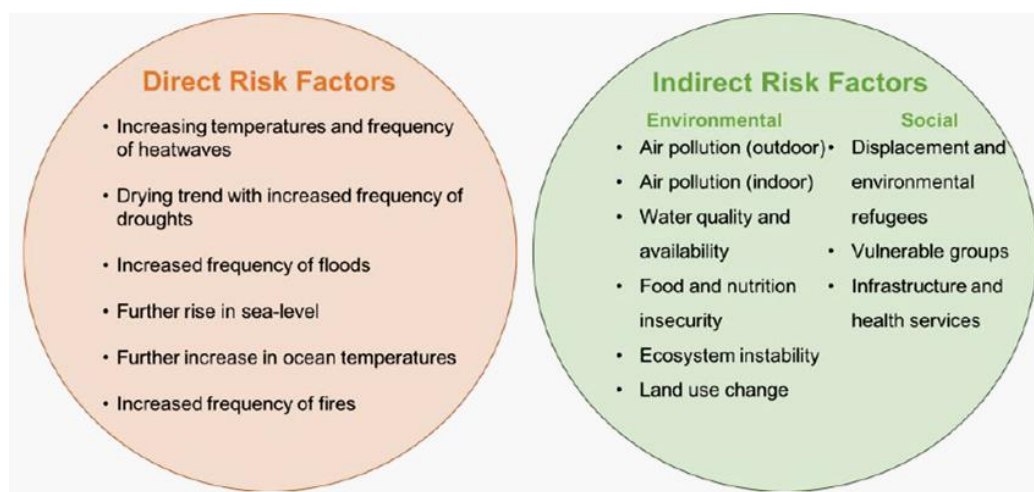 Direct Risk Factors
• Increasing temperatures and frequency
of heatwaves
• Drying trend with increased frequency of
droughts
• Increased frequency of floods
• Further rise in sea-level
• Further increase in ocean temperatures
• Increased frequency of fires
Indirect Risk Factors
Environmental
• Air pollution (outdoor)
• Air pollution (indoor)
• Water quality and
availability
• Food and nutrition
insecurity
• Ecosystem instability
• Land use change
Social
• Displacement and
environmental
refugees
• Vulnerable groups
• Infrastructure and
health services